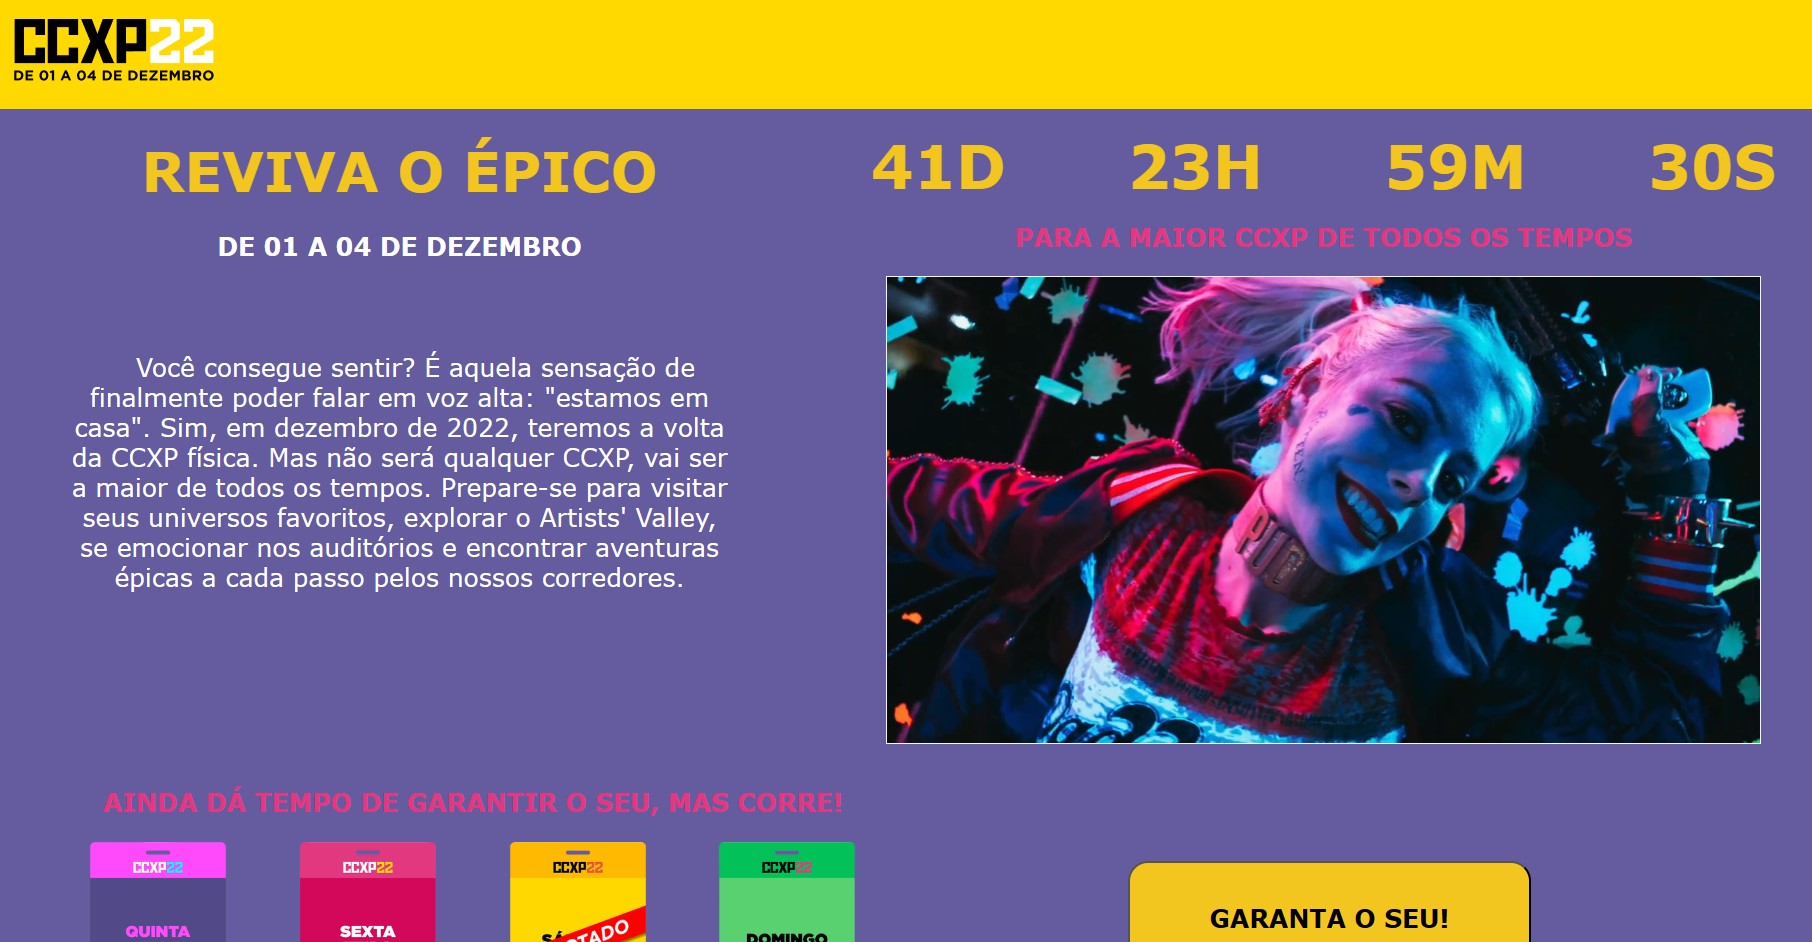 CCXP22
DE 01 A 04 DE DEZEMBRO
REVIVA O ÉPICO
DE 01 A 04 DE DEZEMBRO
Você consegue sentir? É aquela sensação de
finalmente poder falar em voz alta: "estamos em
casa". Sim, em dezembro de 2022, teremos a volta
da CCXP física. Mas não será qualquer CCXP, vai ser
a maior de todos os tempos. Prepare-se para visitar
seus universos favoritos, explorar o Artists' Valley,
se emocionar nos auditórios e encontrar aventuras
épicas a cada passo pelos nossos corredores.
41D 23H 59M 30S
PARA A MAIOR CCXP DE TODOS OS TEMPOS
AINDA DÁ TEMPO DE GARANTIR O SEU, MAS CORRE!
CCXP22
QUINTA
CCXP22
SEXTA
CCXP22
CCXP22
DOMINGO
GARANTA O SEU!